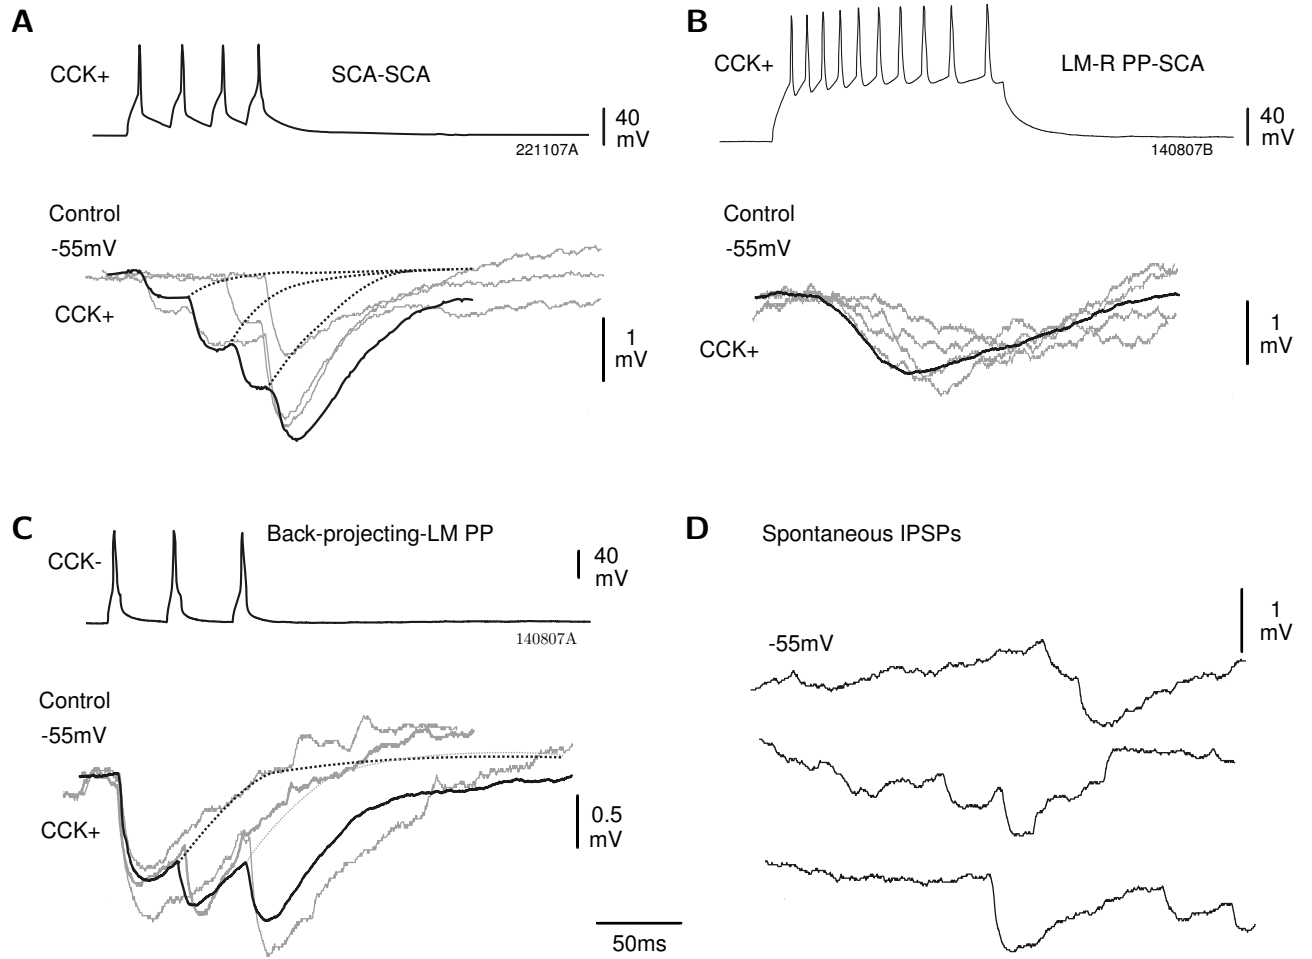 A
CCK+
SCA-SCA
40
mV
221107A
Control
-55mV
CCK+
1
mV
B
CCK+
LM-R PP-SCA
40
mV
140807B
Control
-55mV
CCK+
1
mV
C
CCK-
Back-projecting-LM PP
40
mV
140807A
Control
-55mV
CCK+
0.5
mV
50ms
D
Spontaneous IPSPs
1
mV
-55mV